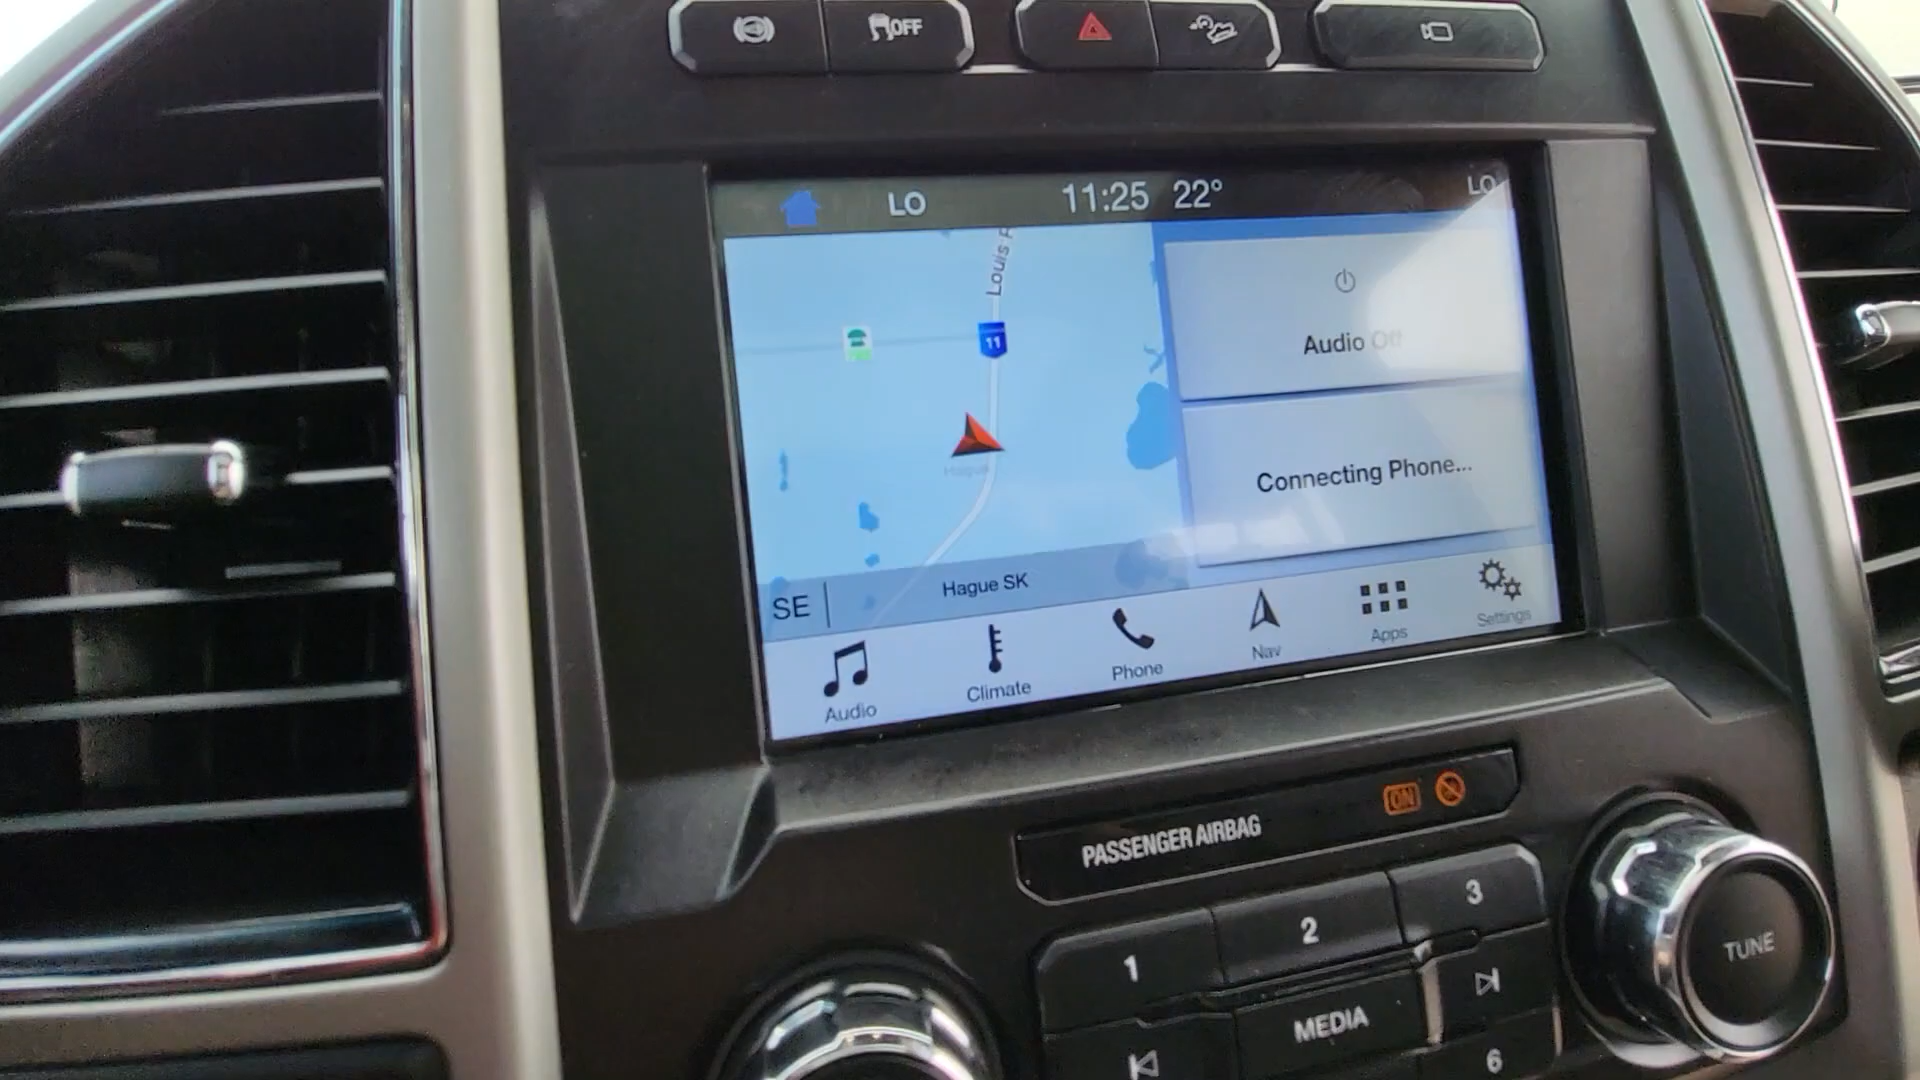 OFF
LO
11:25 22°
LO
Louis
11
Hague
Audio Off
Connecting Phone...
SE
Hague SK
Audio
Climate
Phone
Nav
Apps
Settings
PASSENGER AIRBAG
ON
1
2
3
MEDIA
6
TUNE